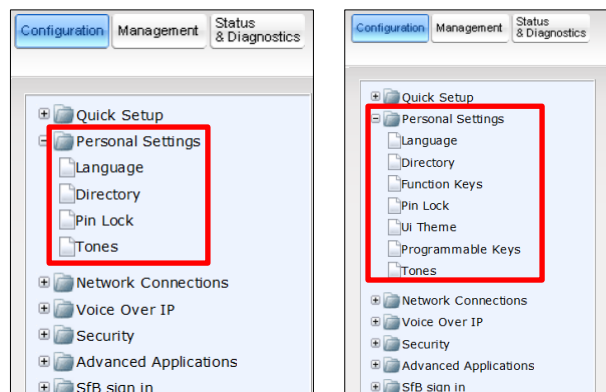 Configuration
Management
Status
& Diagnostics
Quick Setup
Personal Settings
Language
Directory
Pin Lock
Tones
Network Connections
Voice Over IP
Security
Advanced Applications
SfB sign in
Configuration
Management
Status
& Diagnostics
Quick Setup
Personal Settings
Language
Directory
Function Keys
Pin Lock
Ui Theme
Programmable Keys
Tones
Network Connections
Voice Over IP
Security
Advanced Applications
SfB sign in